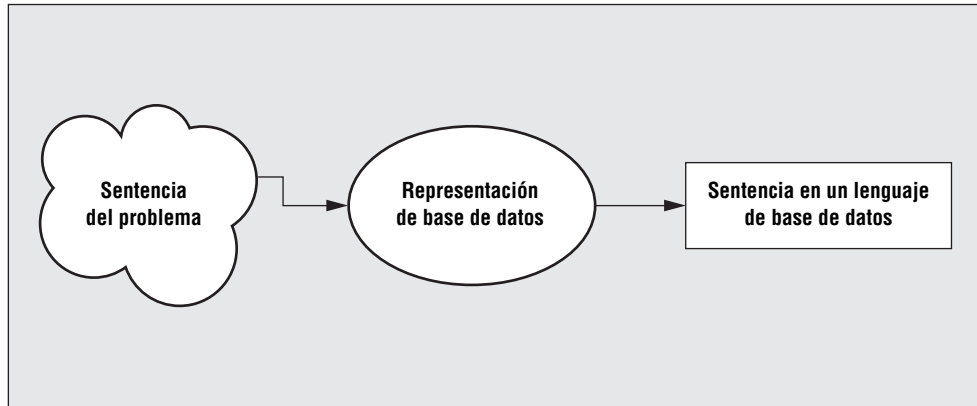 Sentencia
del problema
Representación
de base de datos
Sentencia en un lenguaje
de base de datos